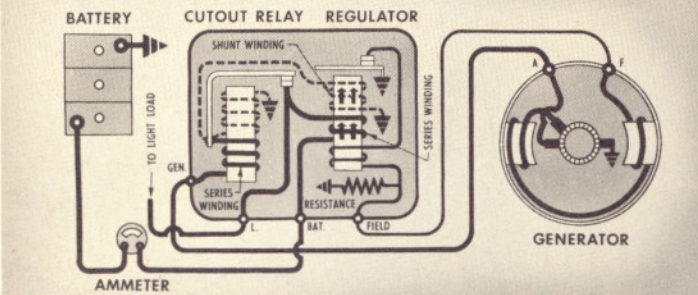 BATTERY
CUTOUT RELAY
REGULATOR
SHUNT WINDING
SERIES WINDING
TO LIGHT LOAD
GEN.
SERIES
WINDING
RESISTANCE
L.
BAT.
FIELD
A
F
AMMETER
GENERATOR